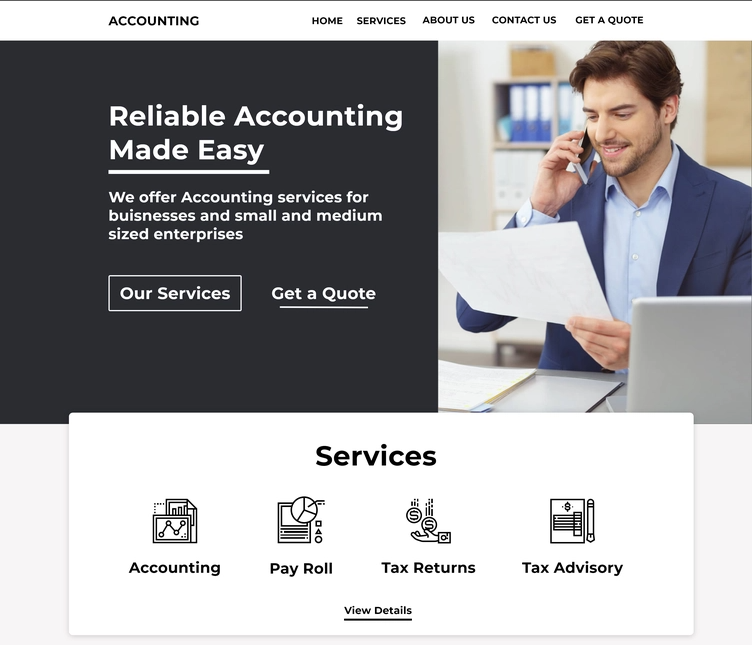 ACCOUNTING
HOME SERVICES ABOUT US CONTACT US GET A QUOTE
Reliable Accounting
Made Easy
We offer Accounting services for
buisnesses and small and medium
sized enterprises
Our Services Get a Quote
Services
Accounting Pay Roll Tax Returns Tax Advisory
View Details